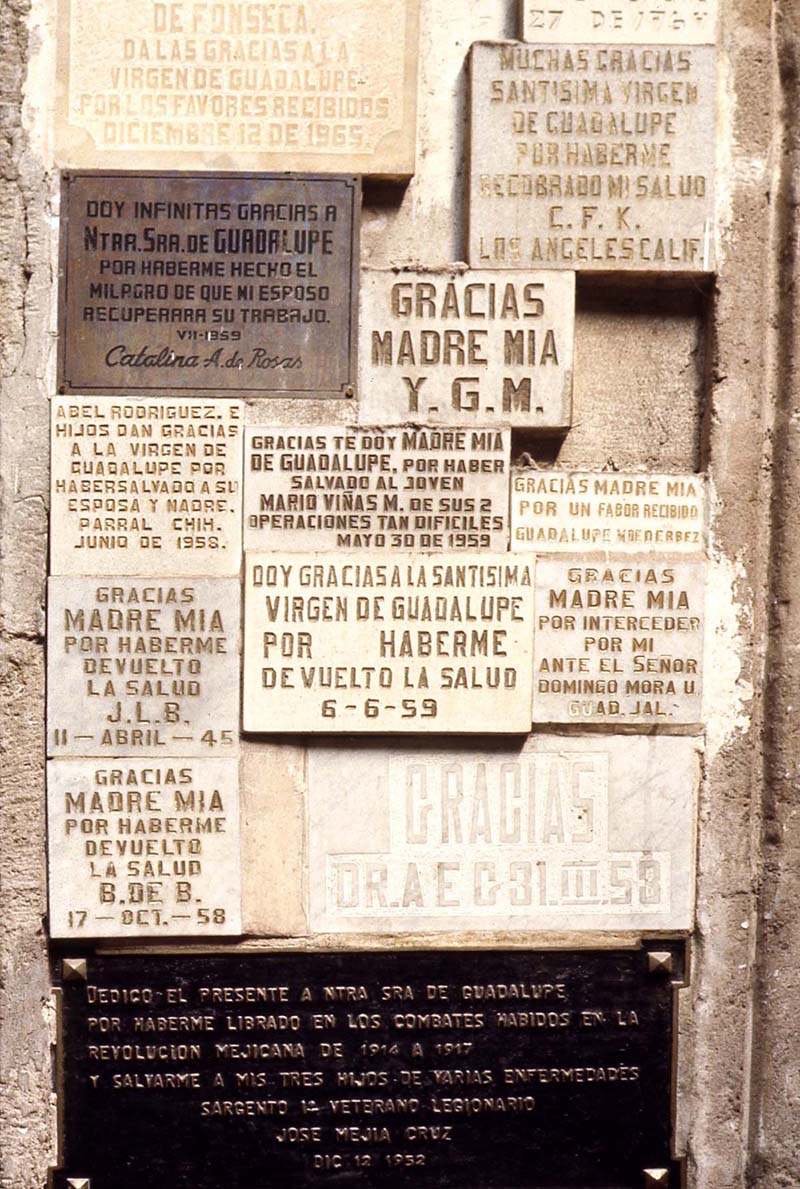 DE FONSECA.
DA LAS GRACIAS A LA
VIRGEN DE GUADALUPE
POR LOS FAVORES RECIBIDOS
DICIEMBRE 12 DE 1965.
27 DE
MUCHAS GRACIAS
SANTISIMA VIRGEN
DE GUADALUPE
POR HABERME
RECOBRADO MI SALUD
C. F. K.
LOS ANGELES CALIF.
DOY INFINITAS GRACIAS A
NTRA. SRA. DE GUADALUPE
POR HABERME HECHO EL
MILAGRO DE QUE MI ESPOSO
RECUPERARA SU TRABAJO.
VII-1959
Catalina A. de Rosas
GRACIAS
MADRE MIA
Y. G. M.
ABEL RODRIGUEZ. E
HIJOS DAN GRACIAS
A LA VIRGEN DE
GUADALUPE POR
HABERSALVADO A SU
ESPOSA Y MADRE.
PARRAL CHIH.
JUNIO DE 1958.
GRACIAS TE DOY MADRE MIA
DE GUADALUPE, POR HABER
SALVADO AL JOVEN
MARIO VIÑAS M. DE SUS 2
OPERACIONES TAN DIFICILES
MAYO 30 DE 1959
GRACIAS MADRE MIA
POR UN FABOR RECIBIDO
GUADALUPE
GRACIAS
MADRE MIA
POR HABERME
DEVUELTO
LA SALUD
J. L. B.
11-ABRIL-45
DOY GRACIAS A LA SANTISIMA
VIRGEN DE GUADALUPE
POR HABERME
DEVUELTO LA SALUD
6-6-59
GRACIAS
MADRE MIA
POR INTERCEDER
POR MI
ANTE EL SEÑOR
DOMINGO MORA U.
GUAD. JAL.
GRACIAS
MADRE MIA
POR HABERME
DEVUELTO
LA SALUD
B. DE B.
17-OCT.-58
GRACIAS
DR. A E G-31.III-58
DEDICO EL PRESENTE A NTRA SRA DE GUADALUPE
POR HABERME LIBRADO EN LOS COMBATES HABIDOS EN LA
REVOLUCION MEJICANA DE 1914 A 1917
Y SALVARME A MIS TRES HIJOS DE VARIAS ENFERMEDADES
SARGENTO 1º VETERANO LEGIONARIO
JOSE MEJIA CRUZ
DIC 12 1952